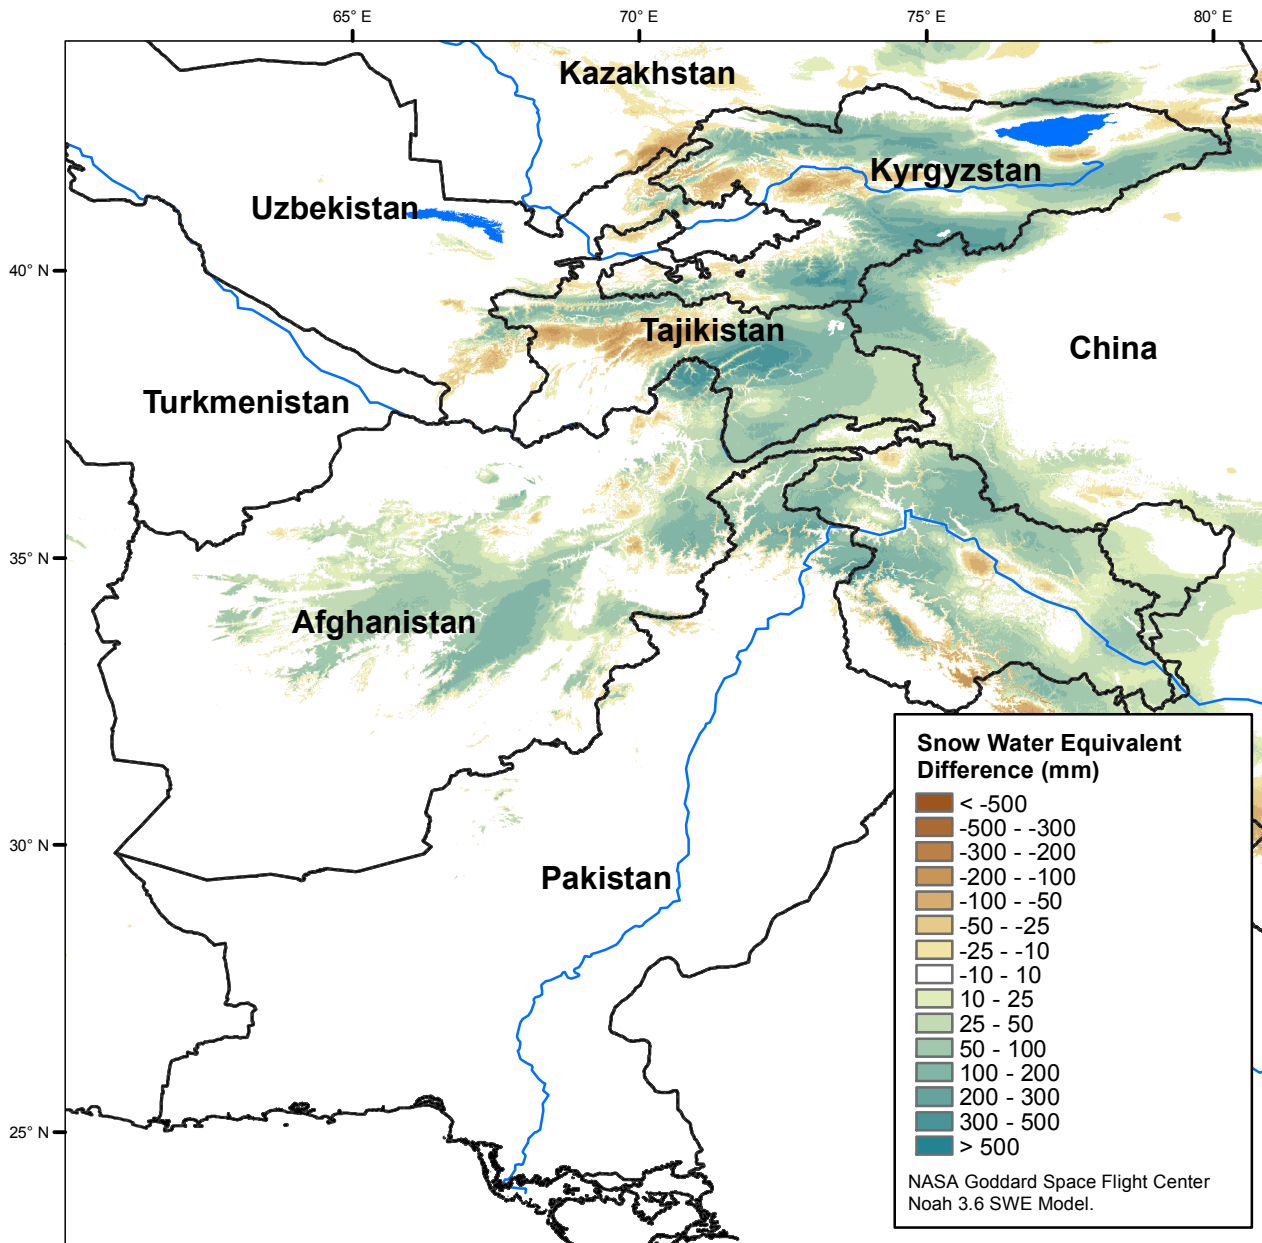 65° E
70° E
75° E
80° E
Kazakhstan
Kyrgyzstan
Uzbekistan
40° N
Tajikistan
China
Turkmenistan
35° N
Afghanistan
30° N
Pakistan
25° N
Snow Water Equivalent
Difference (mm)
< -500
-500 - -300
-300 - -200
-200 - -100
-100 - -50
-50 - -25
-25 - -10
-10 - 10
10 - 25
25 - 50
50 - 100
100 - 200
200 - 300
300 - 500
> 500
NASA Goddard Space Flight Center
Noah 3.6 SWE Model.